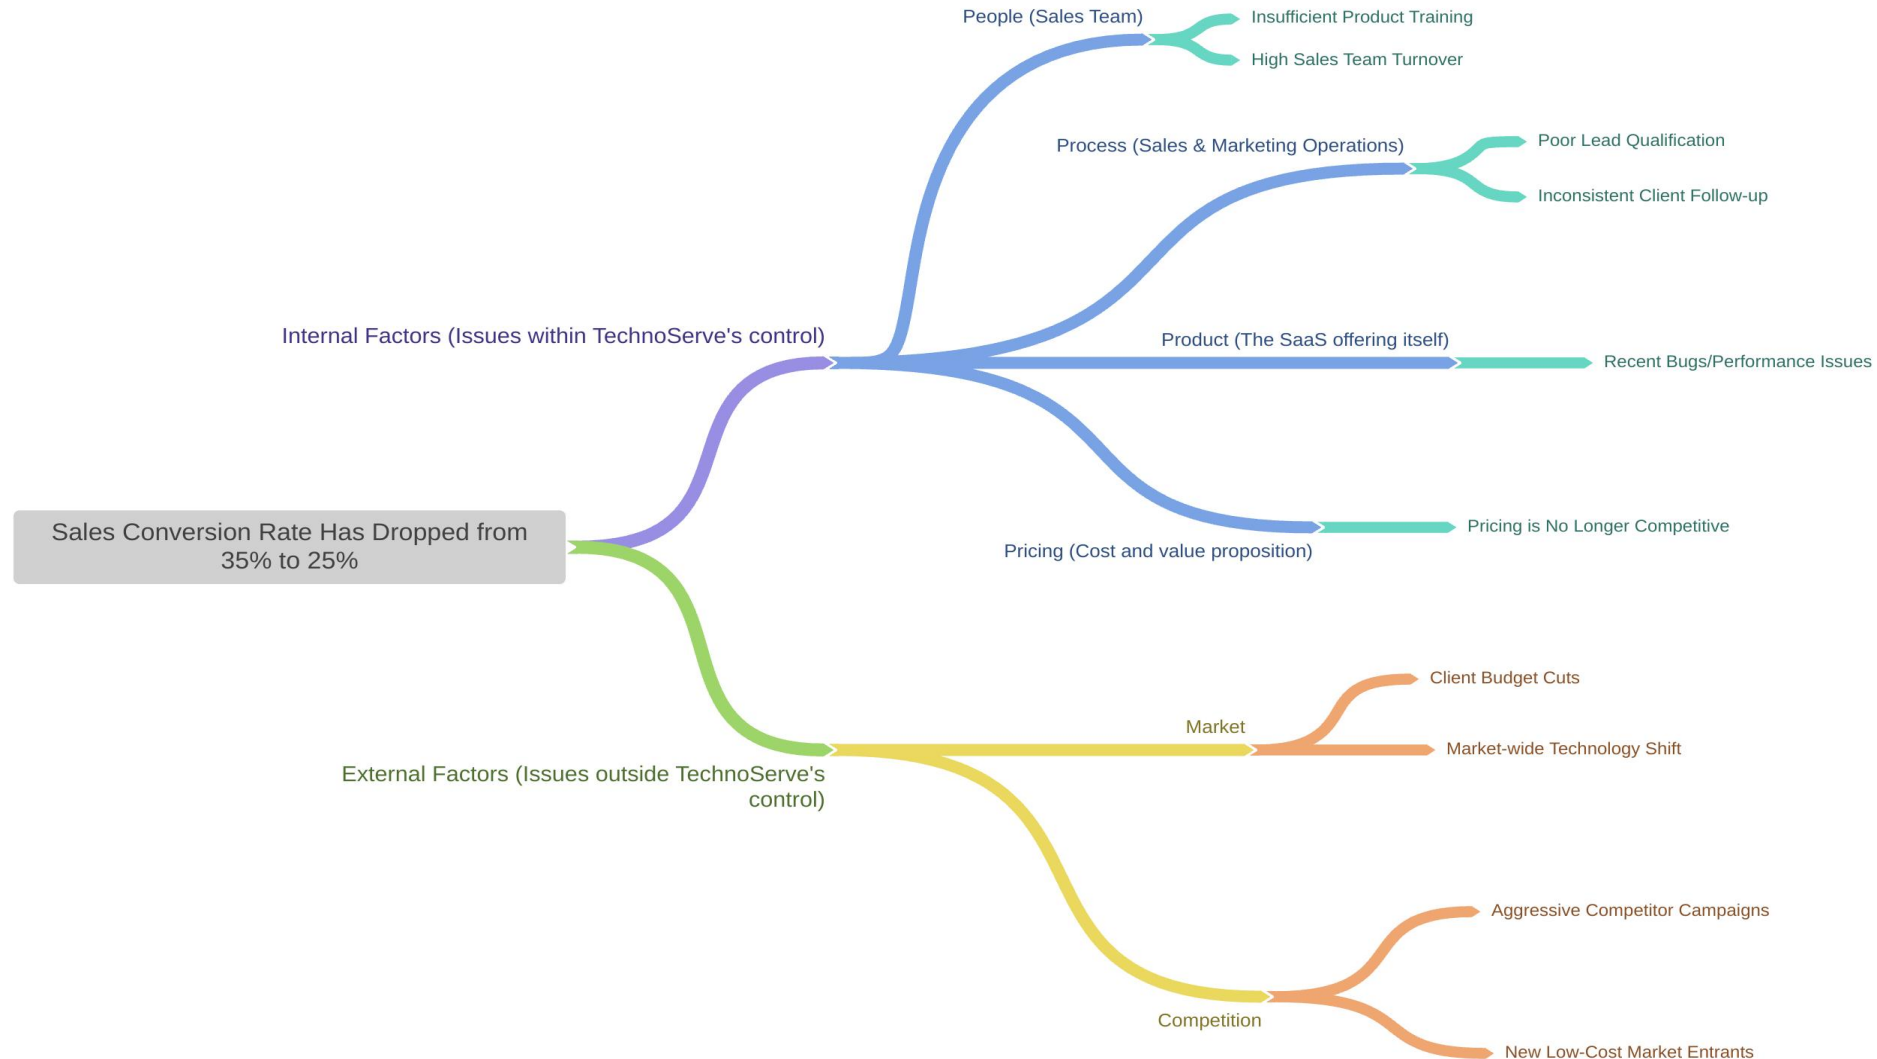 People (Sales Team)
Insufficient Product Training
High Sales Team Turnover
Process (Sales & Marketing Operations)
Poor Lead Qualification
Inconsistent Client Follow-up
Internal Factors (Issues within TechnoServe's control)
Product (The SaaS offering itself)
Recent Bugs/Performance Issues
Pricing is No Longer Competitive
Pricing (Cost and value proposition)
Sales Conversion Rate Has Dropped from
35% to 25%
Client Budget Cuts
Market
Market-wide Technology Shift
External Factors (Issues outside TechnoServe's
control)
Aggressive Competitor Campaigns
Competition
New Low-Cost Market Entrants